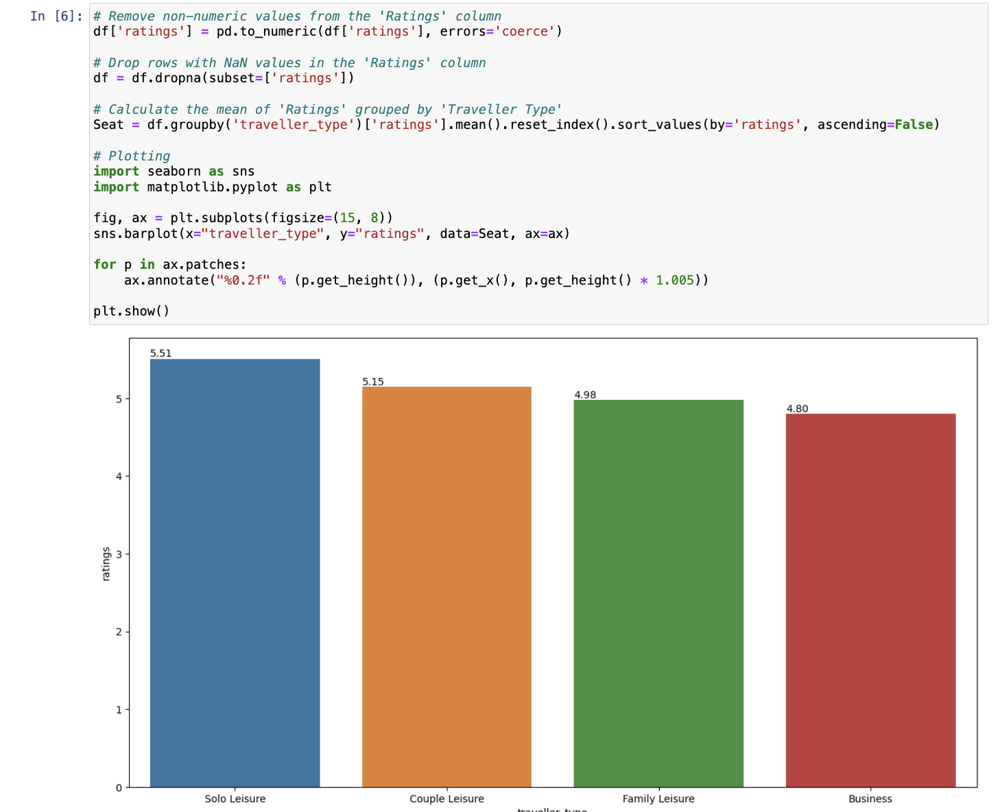 In [6]: # Remove non-numeric values from the 'Ratings' column
df['ratings'] = pd.to_numeric(df['ratings'], errors='coerce')
# Drop rows with NaN values in the 'Ratings' column
df = df.dropna(subset=['ratings'])
# Calculate the mean of 'Ratings' grouped by 'Traveller Type'
Seat = df.groupby('traveller_type')['ratings'].mean().reset_index().sort_values(by='ratings', ascending=False)
# Plotting
import seaborn as sns
import matplotlib.pyplot as plt
fig, ax = plt.subplots(figsize=(15, 8))
sns.barplot(x="traveller_type", y="ratings", data=Seat, ax=ax)
for p in ax.patches:
    ax.annotate("%0.2f" % (p.get_height()), (p.get_x(), p.get_height() * 1.005))
plt.show()
5.51
5.15
4.98
4.80
5
4
3
2
1
0
ratings
Solo Leisure Couple Leisure Family Leisure Business
traveller_type